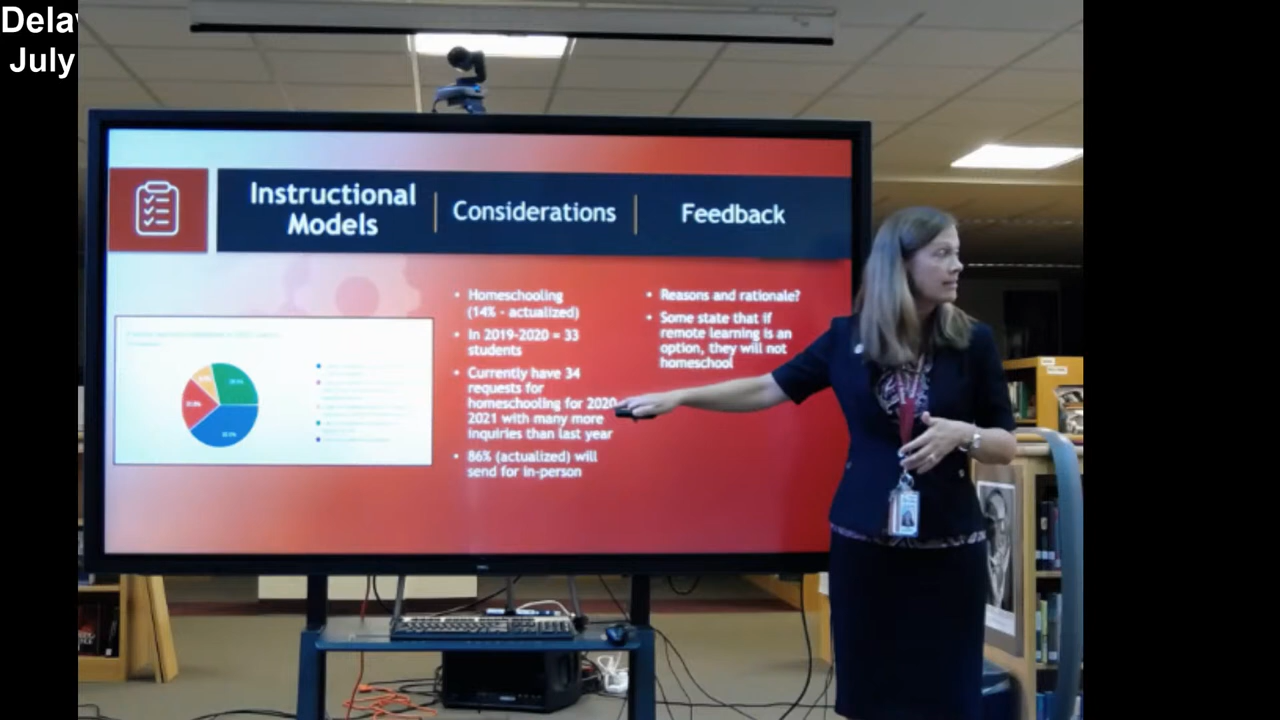 Dela
July
Instructional
Models
Considerations
Feedback
• Homeschooling
(14% - actualized)
• In 2019-2020 = 33
students
• Currently have 34
requests for
homeschooling for 2020-
2021 with many more
inquiries than last year
• 86% (actualized) will
send for in-person
• Reasons and rationale?
• Some state that if
remote learning is an
option, they will not
homeschool